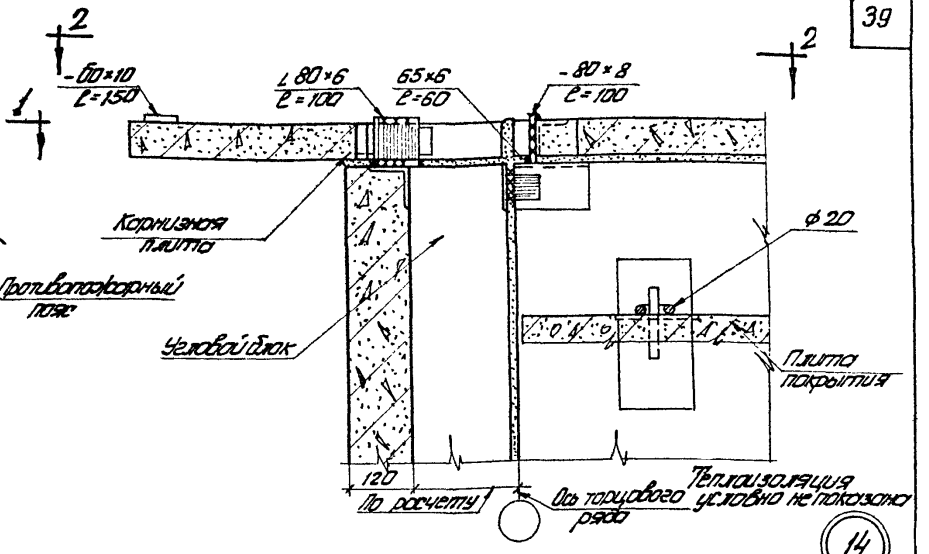 39
2
2
-60×10
ℓ=150
∠80×6
ℓ=100
65×6
ℓ=60
-80×8
ℓ=100
1
Карнизная
плита
φ20
Противопожарный
пояс
Угловой блок
Плита
покрытия
120
По расчету
Ось торцового
ряда
Теплоизоляция
условно не показана
14